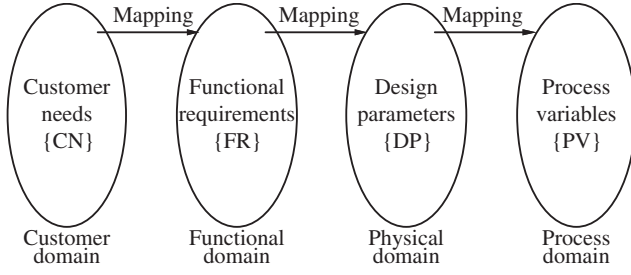 Mapping
Mapping
Mapping
Customer
needs
{CN}
Functional
requirements
{FR}
Design
parameters
{DP}
Process
variables
{PV}
Customer
domain
Functional
domain
Physical
domain
Process
domain